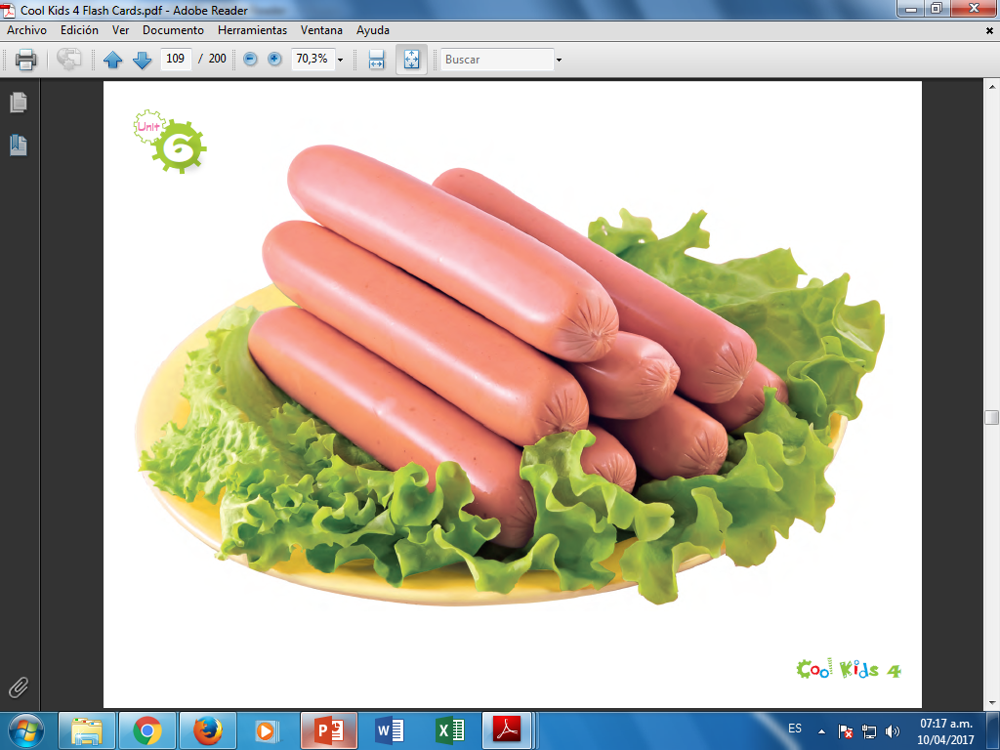 Cool Kids 4 Flash Cards.pdf - Adobe Reader
Archivo Edición Ver Documento Herramientas Ventana Ayuda
109 / 200 70,3% Buscar
Unit
6
Cool Kids 4
ES
07:17 a.m.
10/04/2017